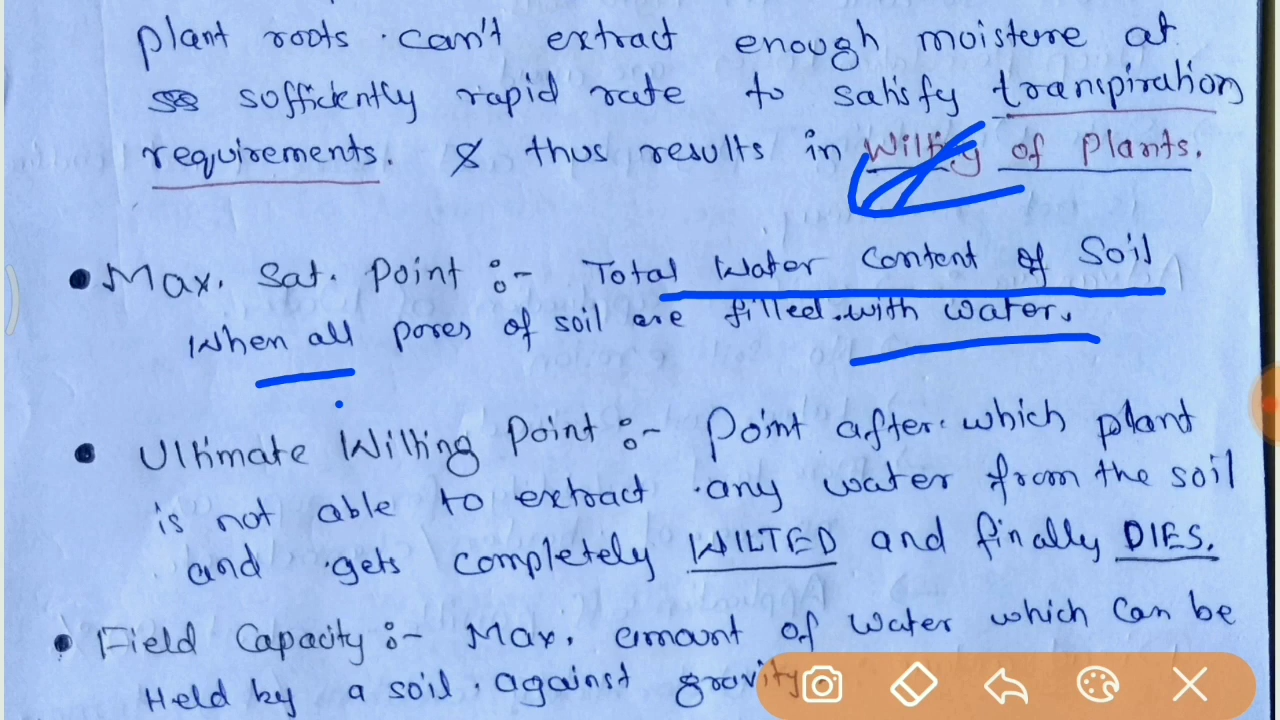 plant roots can't extract enough moisture at
sofficiently rapid rate to satisfy transpiration
requirements. & thus results in Wilting of Plants.
• Max. Sat. Point :- Total Water Content of Soil
When all pores of soil are filled with water.
• Ultimate Wilting Point :- Point after which plant
is not able to extract any water from the soil
and gets completely WILTED and finally DIES.
• Field Capacity :- Max. amount of water which can be
Held by a soil, against gravity